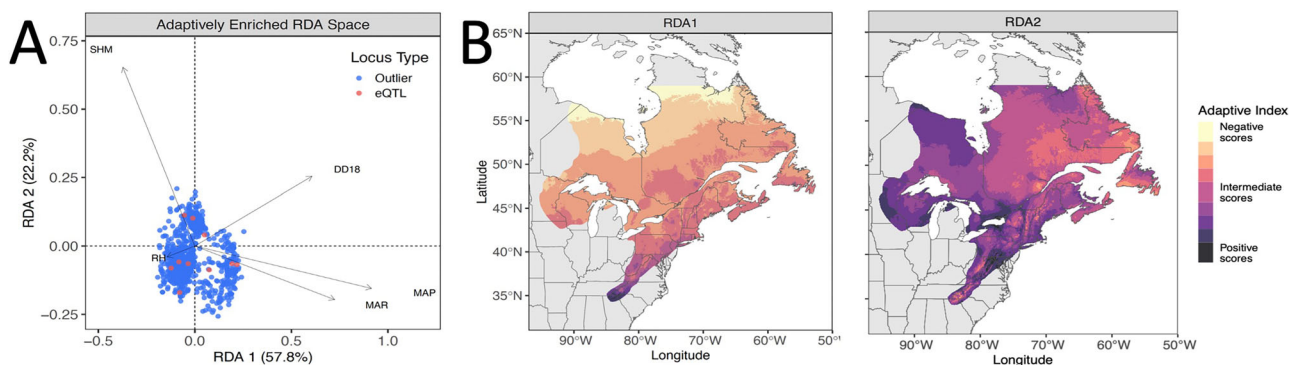 A
Adaptively Enriched RDA Space
SHM
Locus Type
Outlier
eQTL
DD18
RH
MAP
MAR
0.75
0.50
0.25
0.00
-0.25
RDA 2 (22.2%)
-0.5
0.0
0.5
1.0
RDA 1 (57.8%)
B
RDA1
65°N
60°N
55°N
50°N
45°N
40°N
35°N
Latitude
90°W
80°W
70°W
60°W
50°
Longitude
RDA2
90°W
80°W
70°W
60°W
50°W
Longitude
Adaptive Index
Negative
scores
Intermediate
scores
Positive
scores